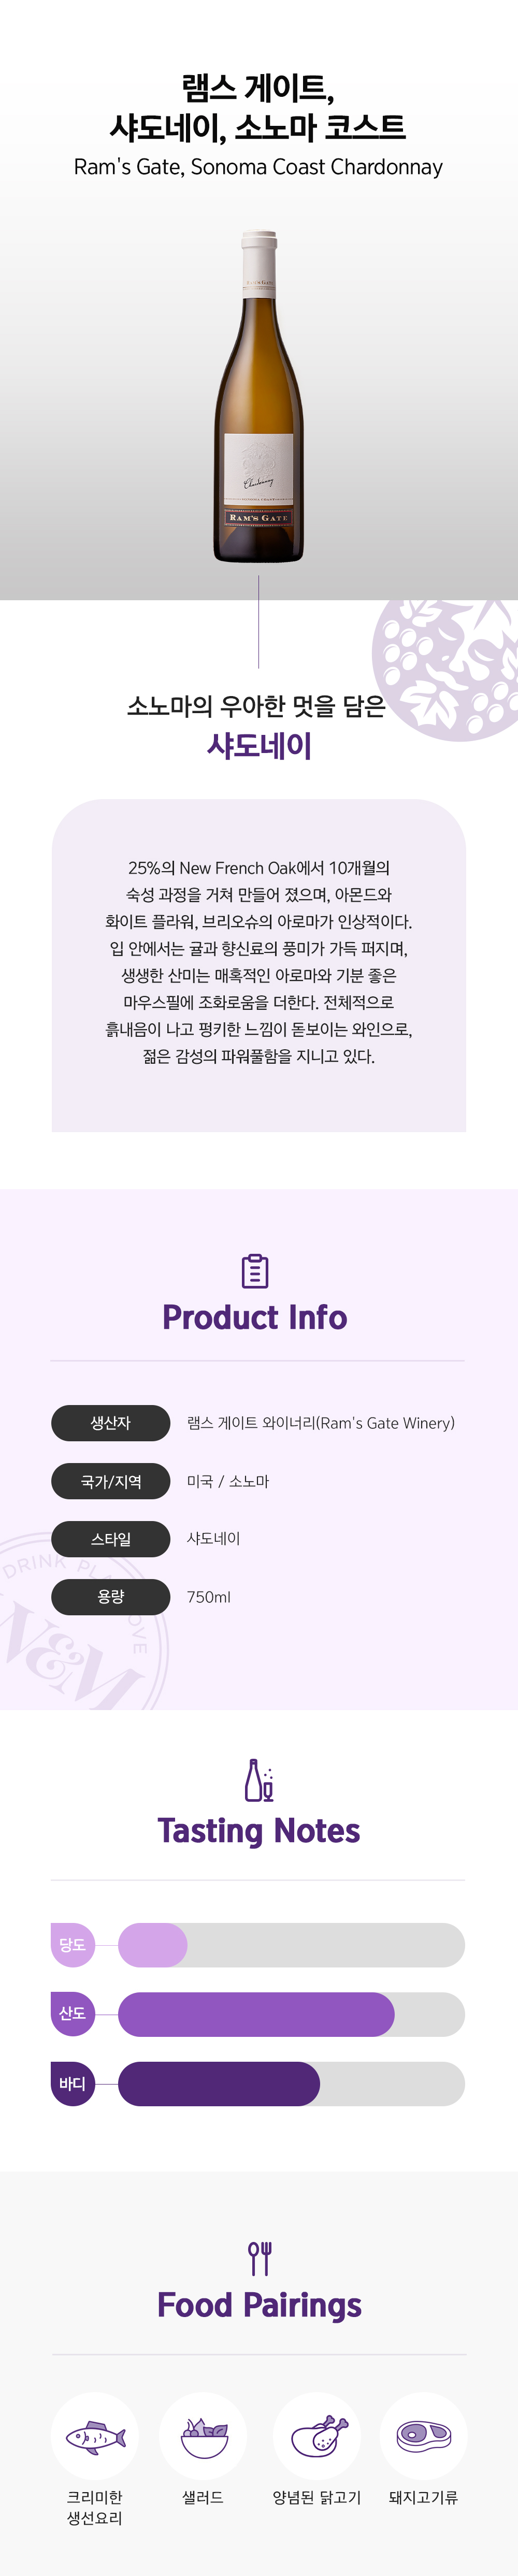 램스 게이트,
샤도네이, 소노마 코스트
Ram's Gate, Sonoma Coast Chardonnay
RAM'S GATE
Chardonnay
RAM'S GATE
소노마의 우아한 멋을 담은
샤도네이
25%의 New French Oak에서 10개월의
숙성 과정을 거쳐 만들어 졌으며, 아몬드와
화이트 플라워, 브리오슈의 아로마가 인상적이다.
입 안에서는 귤과 향신료의 풍미가 가득 퍼지며,
생생한 산미는 매혹적인 아로마와 기분 좋은
마우스필에 조화로움을 더한다. 전체적으로
흙내음이 나고 펑키한 느낌이 돋보이는 와인으로,
젊은 감성의 파워풀함을 지니고 있다.
Product Info
생산자 램스 게이트 와이너리(Ram's Gate Winery)
국가/지역 미국 / 소노마
스타일 샤도네이
용량 750ml
DRINK
W&M
Tasting Notes
당도
산도
바디
Food Pairings
크리미한
생선요리
샐러드
양념된 닭고기
돼지고기류